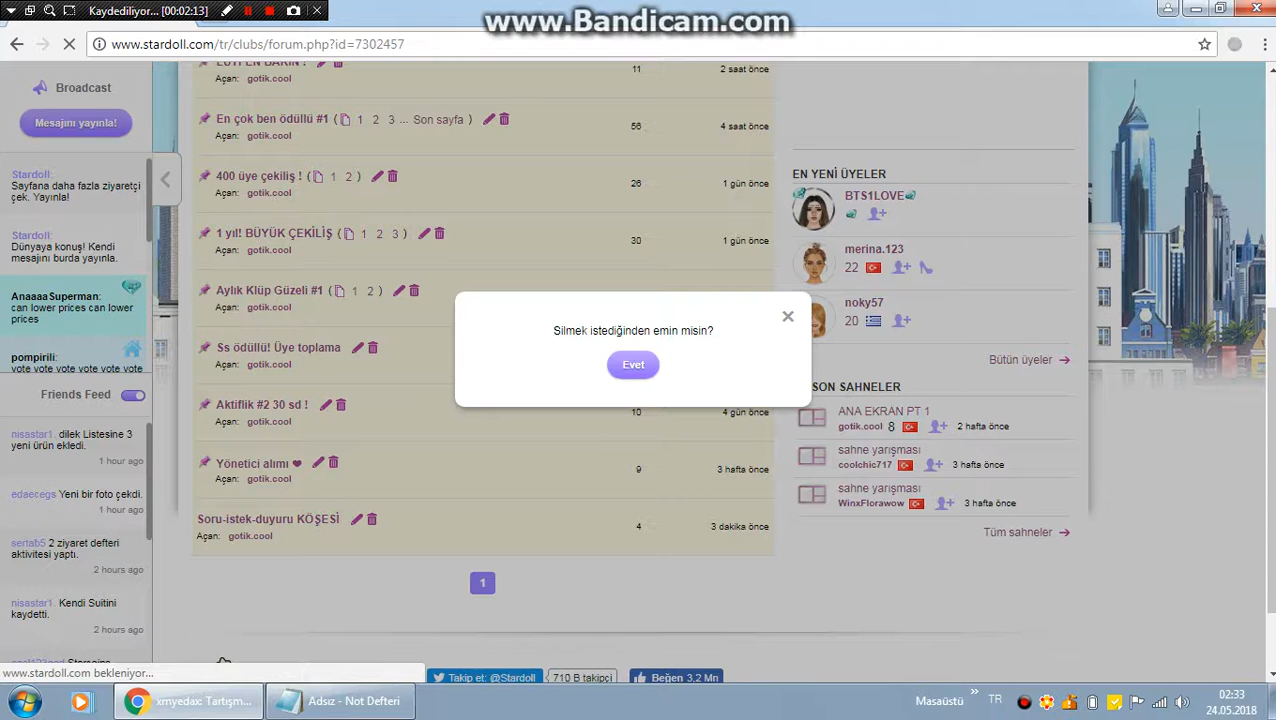 Kaydediliyor... [00:02:13]
www.Bandicam.com
www.stardoll.com/tr/clubs/forum.php?id=7302457
Broadcast
Mesajını yayınla!
Stardoll:
Sayfana daha fazla ziyaretçi
çek. Yayınla!
Stardoll:
Dünyaya konuş! Kendi
mesajını burda yayınla.
AnaaaaSuperman:
can lower prices can lower
prices
pompirili:
vote vote vote vote vote vote
Friends Feed
nisastar1. dilek Listesine 3
yeni ürün ekledi.
1 hour ago
edaecegs Yeni bir foto çekdi.
1 hour ago
sertab5 2 ziyaret defteri
aktivitesi yaptı.
2 hours ago
nisastar1. Kendi Suitini
kaydetti.
2 hours ago
LÜTFEN BAKIN !
11 2 saat önce
Açan: gotik.cool
En çok ben ödüllü #1 ( 1 2 3 ... Son sayfa )
56 4 saat önce
Açan: gotik.cool
400 üye çekiliş ! ( 1 2 )
26 1 gün önce
Açan: gotik.cool
1 yıl! BÜYÜK ÇEKİLİŞ ( 1 2 3 )
30 1 gün önce
Açan: gotik.cool
Aylık Klüp Güzeli #1 ( 1 2 )
Açan: gotik.cool
Ss ödüllü! Üye toplama
Açan: gotik.cool
Aktiflik #2 30 sd !
10 4 gün önce
Açan: gotik.cool
Yönetici alımı ❤
9 3 hafta önce
Açan: gotik.cool
Soru-istek-duyuru KÖŞESİ
4 3 dakika önce
Açan: gotik.cool
1
Silmek istediğinden emin misin?
Evet
EN YENİ ÜYELER
BTS1LOVE
merina.123
22
noky57
20
Bütün üyeler
SON SAHNELER
ANA EKRAN PT 1
gotik.cool 8 2 hafta önce
sahne yarışması
coolchic717 3 hafta önce
sahne yarışması
WinxFlorawow 3 hafta önce
Tüm sahneler
Takip et: @Stardoll 710 B takipçi Beğen 3,2 Mn
www.stardoll.com bekleniyor...
xmyedax: Tartışm...
Adsız - Not Defteri
Masaüstü
TR
02:33
24.05.2018